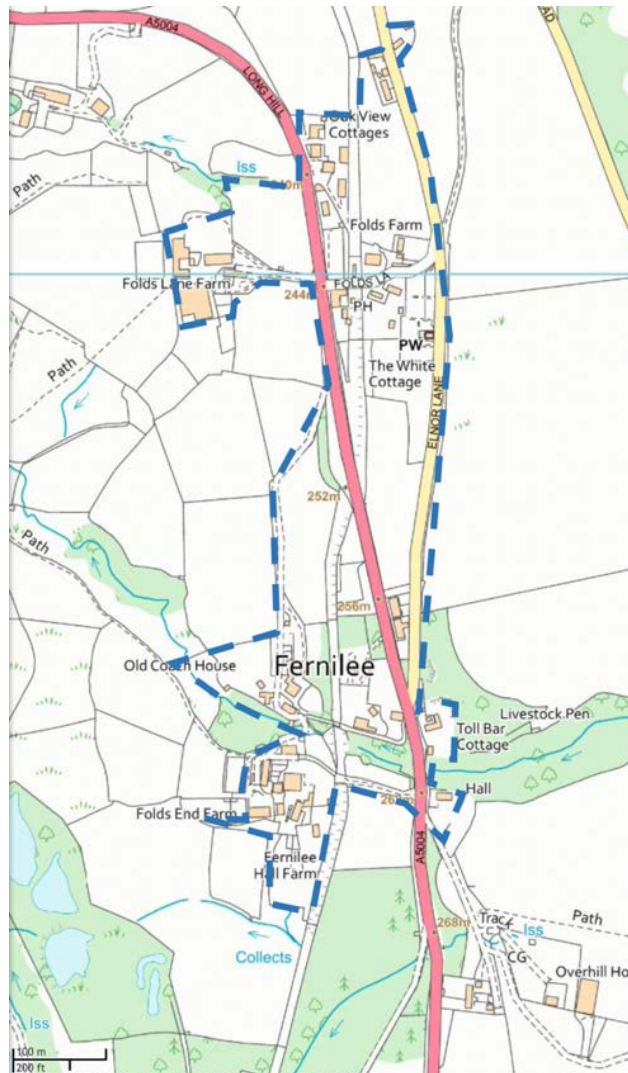 A5004
LONG HILL
AD
Oak View
Cottages
Iss
240m
Path
Folds Farm
Folds Lane Farm
244m
FOLDS LA
PH
PW
The White
Cottage
Path
ELNOR LANE
252m
Path
256m
Old Coach House
Fernilee
Livestock Pen
Toll Bar
Cottage
Hall
Folds End Farm
A5004
Fernilee
Hall Farm
268m
Track
Path
Iss
CG
Collects
Overhill Ho
Iss
100 m
200 ft